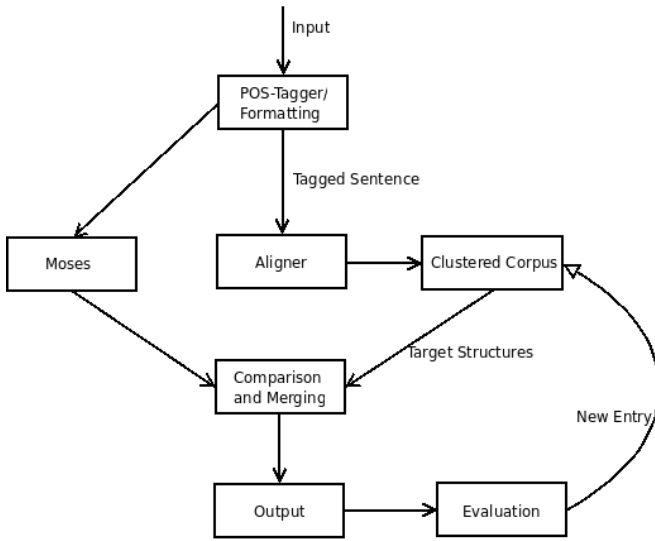 Input
POS-Tagger/
Formatting
Tagged Sentence
Moses
Aligner
Clustered Corpus
Target Structures
Comparison
and Merging
New Entry
Output
Evaluation